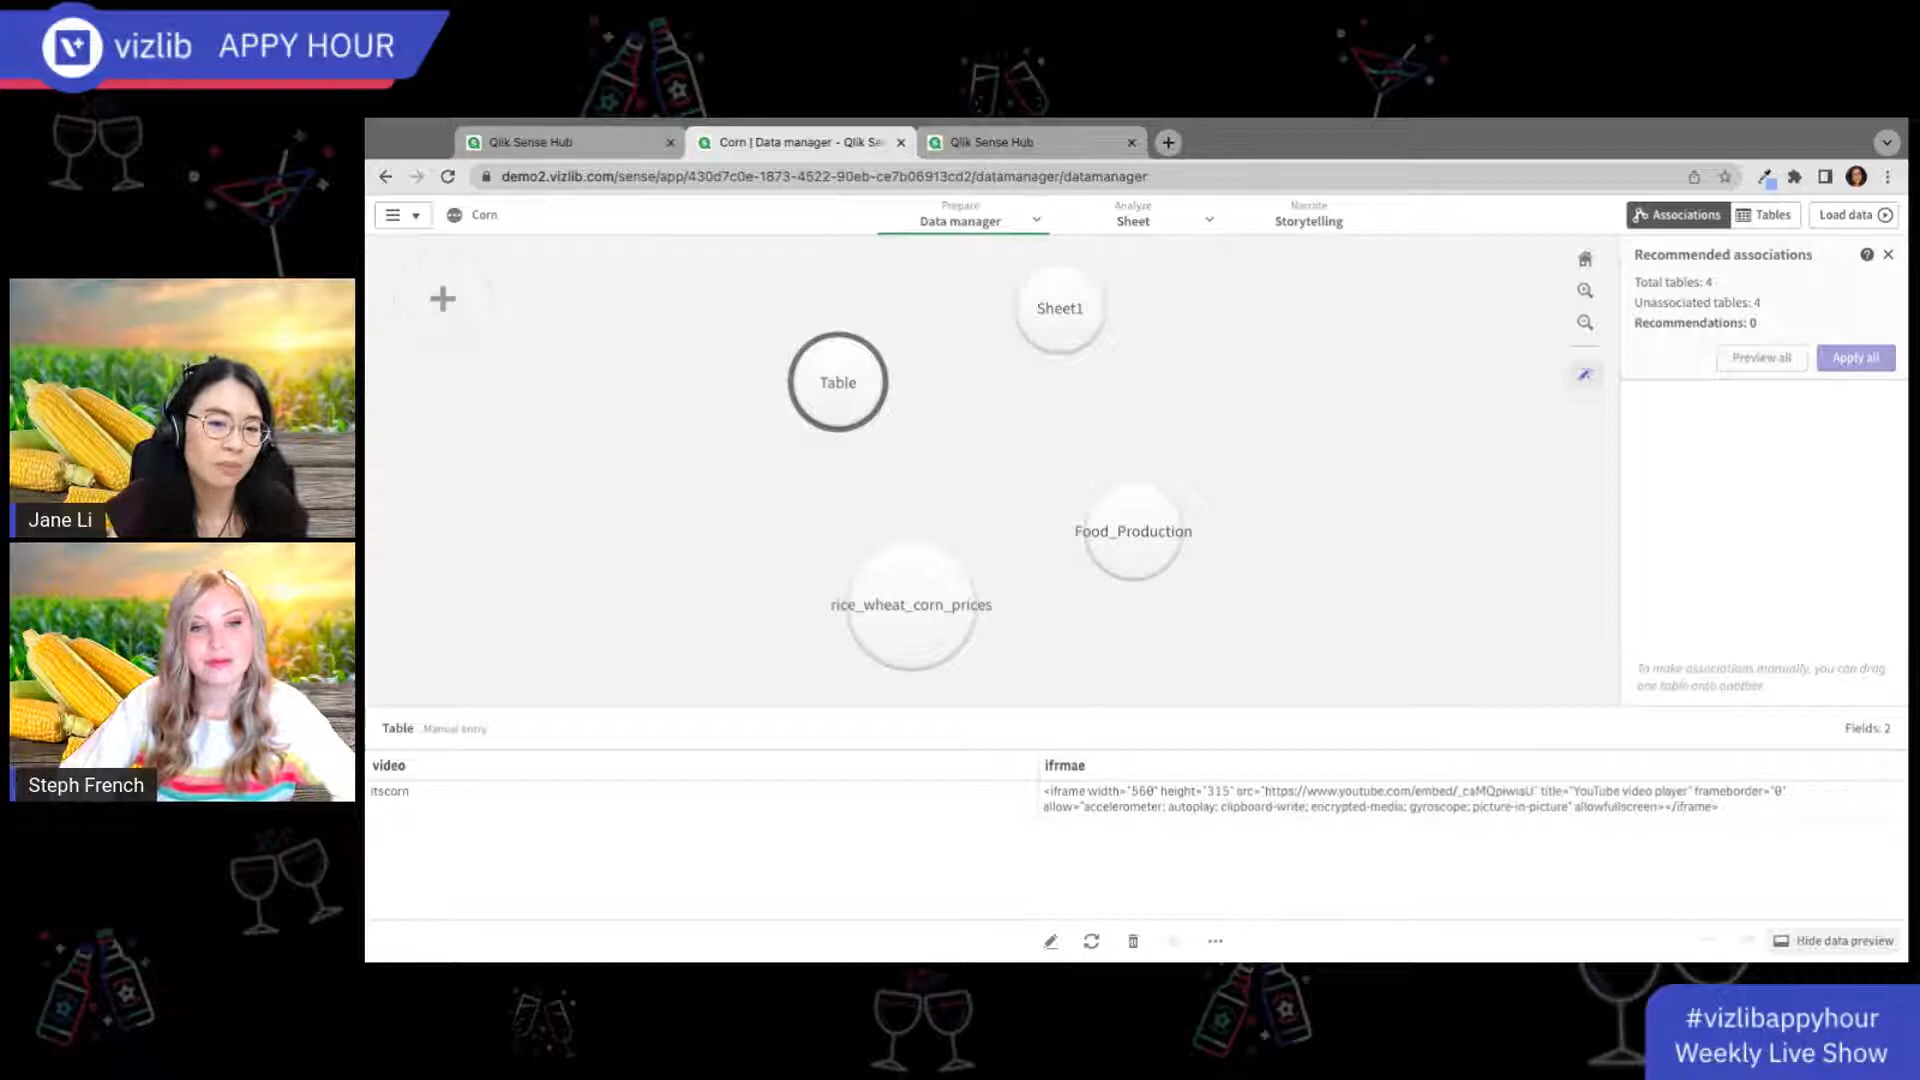 vizlib APPY HOUR
Qlik Sense Hub
Corn | Data manager - Qlik Se
Qlik Sense Hub
demo2.vizlib.com/sense/app/430d7c0e-1873-4522-90eb-ce7b06913cd2/datamanager/datamanager
Corn
Prepare
Data manager
Analyze
Sheet
Narrate
Storytelling
Associations
Tables
Load data
Recommended associations
Total tables: 4
Unassociated tables: 4
Recommendations: 0
Preview all
Apply all
Sheet1
Table
Food_Production
rice_wheat_corn_prices
To make associations manually, you can drag
one table onto another.
Jane Li
Steph French
Table Manual entry
Fields: 2
video
ifrmae
itscorn
<iframe width="560" height="315" src="https://www.youtube.com/embed/_caMQpiwiaU" title="YouTube video player" frameborder="0"
allow="accelerometer; autoplay; clipboard-write; encrypted-media; gyroscope; picture-in-picture" allowfullscreen></iframe>
Hide data preview
#vizlibappyhour
Weekly Live Show